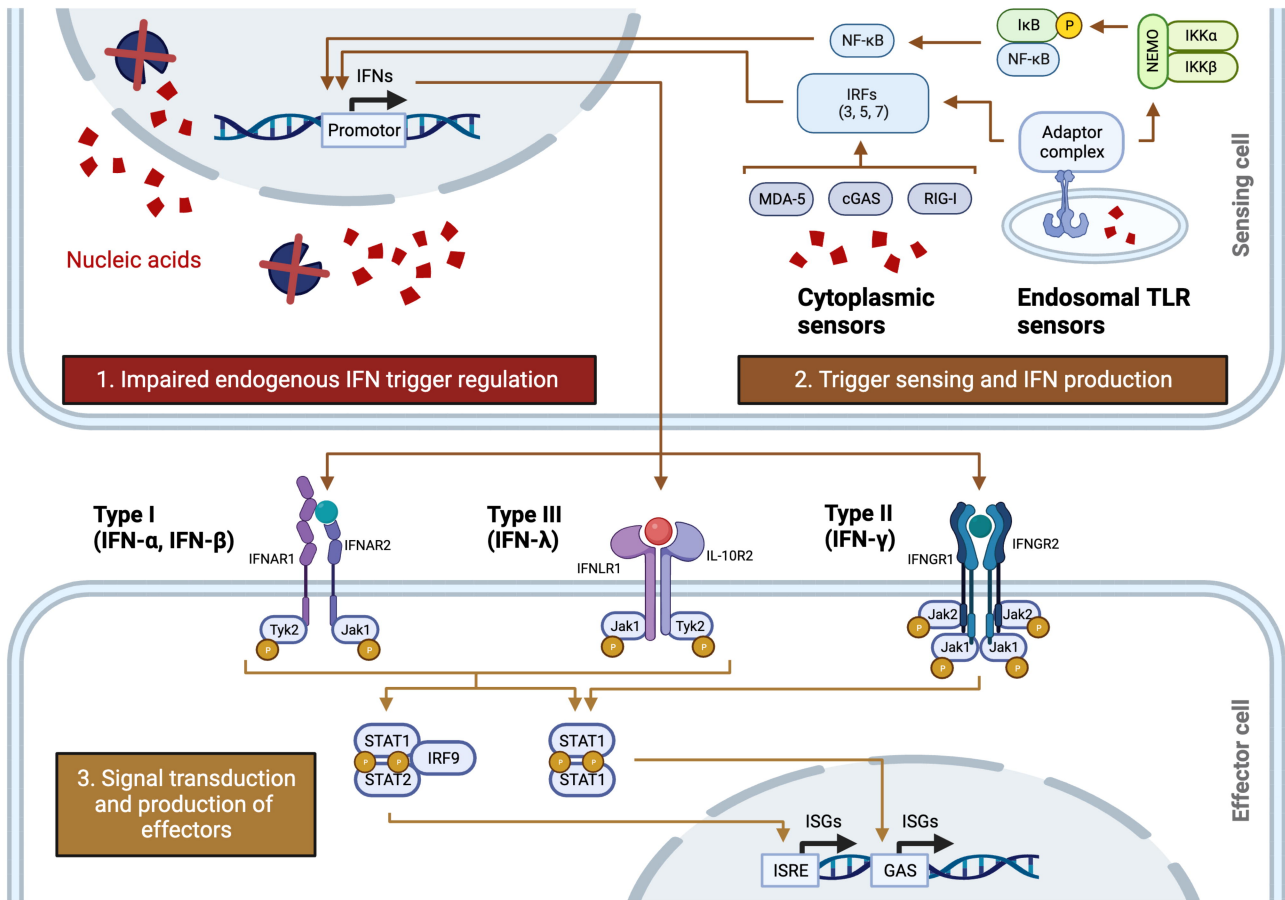 IFNs
Promotor
Nucleic acids
1. Impaired endogenous IFN trigger regulation
NF-κB
IκB
P
NF-κB
NEMO
IKKα
IKKβ
IRFs
(3, 5, 7)
Adaptor
complex
MDA-5
cGAS
RIG-I
Cytoplasmic
sensors
Endosomal TLR
sensors
2. Trigger sensing and IFN production
Sensing cell
Type I
(IFN-α, IFN-β)
IFNAR1
IFNAR2
Tyk2
P
Jak1
P
Type III
(IFN-λ)
IFNLR1
IL-10R2
Jak1
P
Tyk2
P
Type II
(IFN-γ)
IFNGR1
IFNGR2
Jak2
P
Jak2
P
Jak1
P
Jak1
P
STAT1
P
P
STAT2
IRF9
STAT1
P
P
STAT1
3. Signal transduction
and production of
effectors
ISGs
ISRE
ISGs
GAS
Effector cell